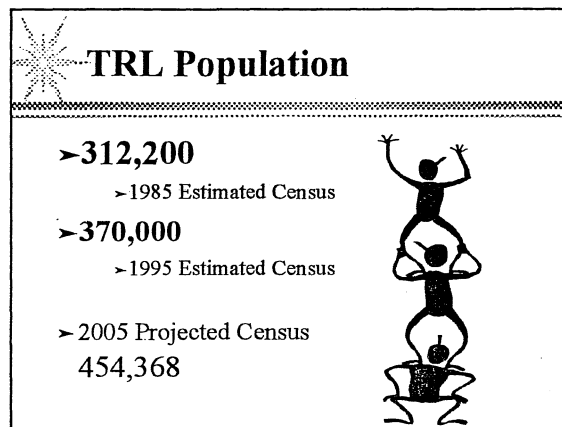 TRL Population
➤312,200
➤1985 Estimated Census
➤370,000
➤1995 Estimated Census
➤2005 Projected Census
454,368